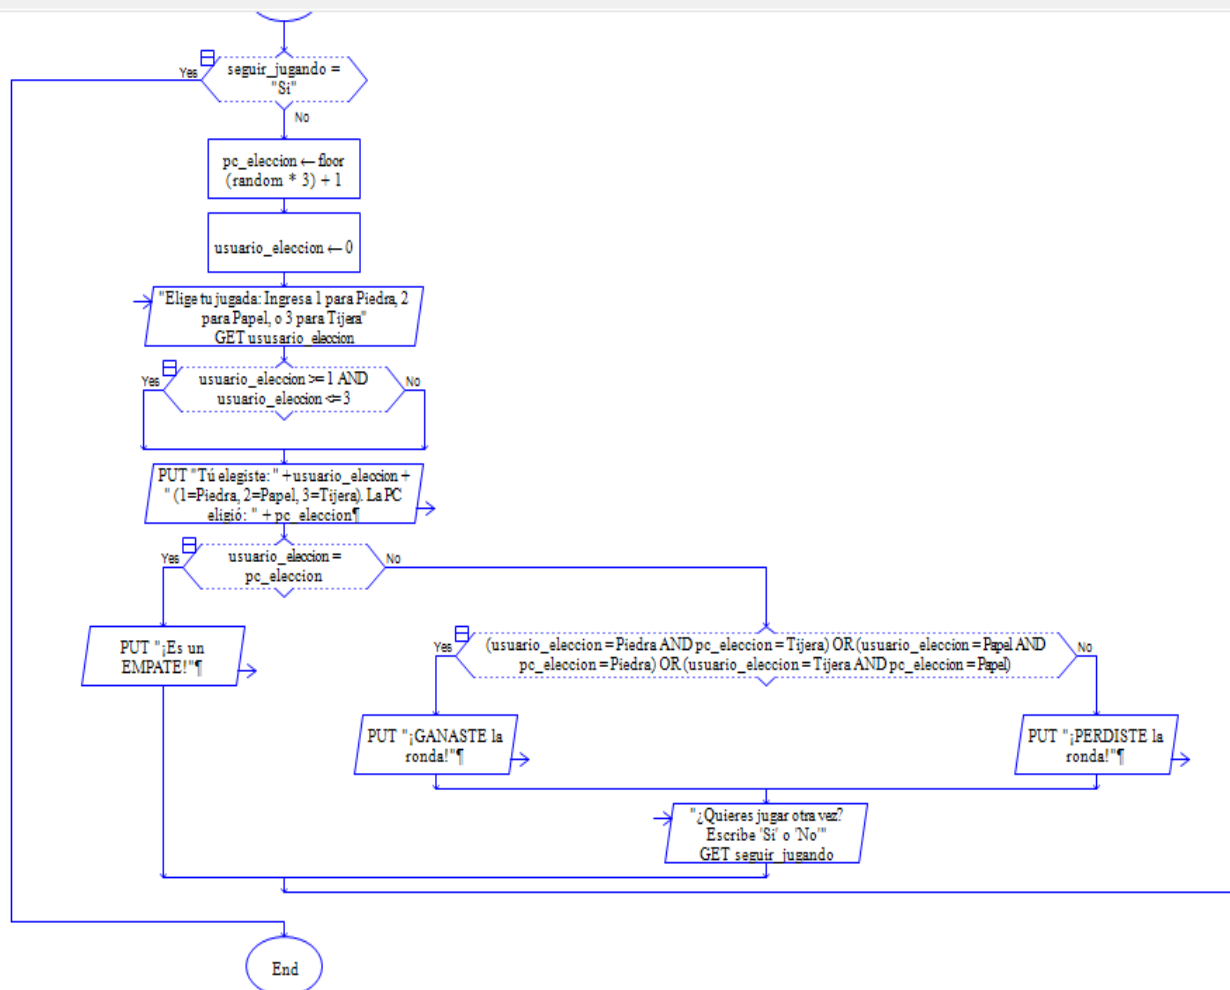 seguir_jugando =
"Si"
Yes
No
pc_eleccion ← floor
(random * 3) + 1
usuario_eleccion ← 0
"Elige tu jugada: Ingresa 1 para Piedra, 2
para Papel, o 3 para Tijera"
GET ususario_eleccion
Yes
usuario_eleccion >= 1 AND
usuario_eleccion <= 3
No
PUT "Tú elegiste: " +usuario_eleccion +
" (1=Piedra, 2=Papel, 3=Tijera). La PC
eligió: " + pc_eleccion¶
Yes
usuario_eleccion =
pc_eleccion
No
PUT "¡Es un
EMPATE!"¶
Yes
(usuario_eleccion = Piedra AND pc_eleccion = Tijera) OR (usuario_eleccion = Papel AND
pc_eleccion = Piedra) OR (usuario_eleccion = Tijera AND pc_eleccion = Papel)
No
PUT "¡GANASTE la
ronda!"¶
PUT "¡PERDISTE la
ronda!"¶
"¿Quieres jugar otra vez?
Escribe 'Si' o 'No'"
GET seguir_jugando
End